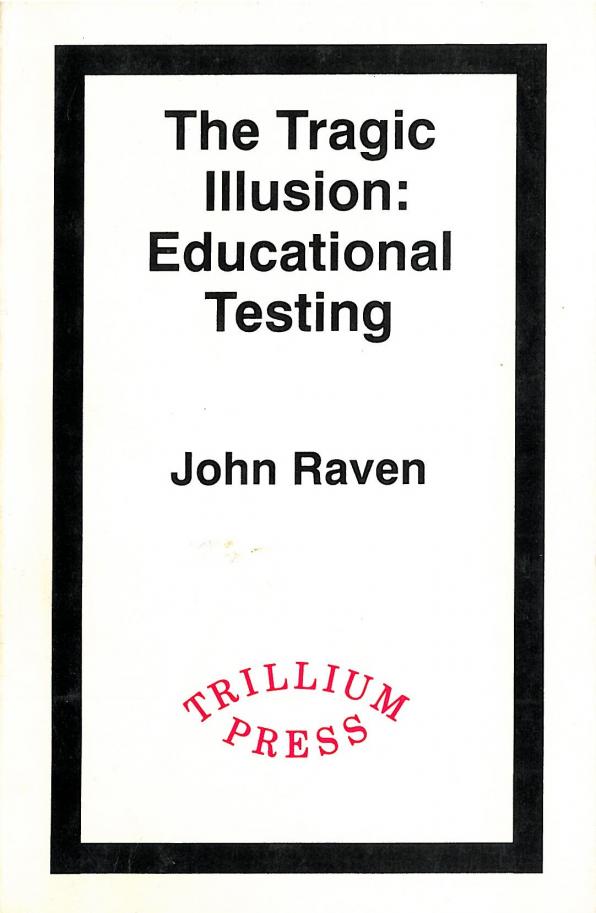 The Tragic
Illusion:
Educational
Testing
John Raven
TRILLIUM
PRESS